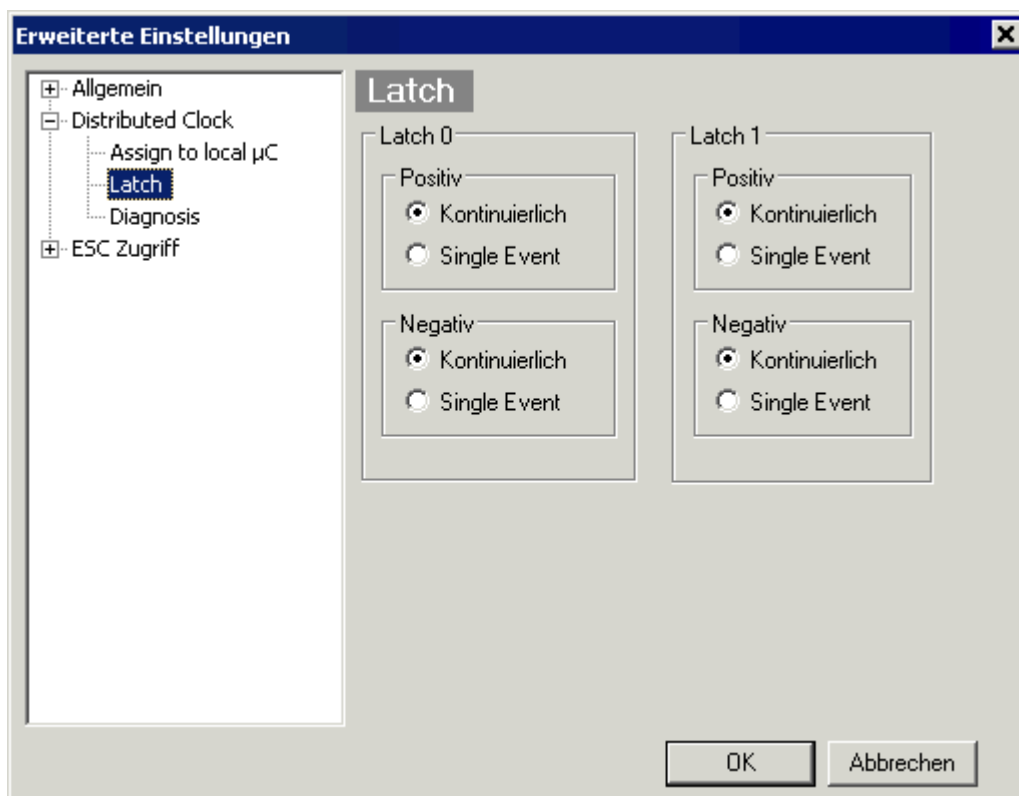 Erweiterte Einstellungen
Allgemein
Distributed Clock
Assign to local µC
Latch
Diagnosis
ESC Zugriff
Latch
Latch 0
Positiv
Kontinuierlich
Single Event
Negativ
Kontinuierlich
Single Event
Latch 1
Positiv
Kontinuierlich
Single Event
Negativ
Kontinuierlich
Single Event
OK
Abbrechen